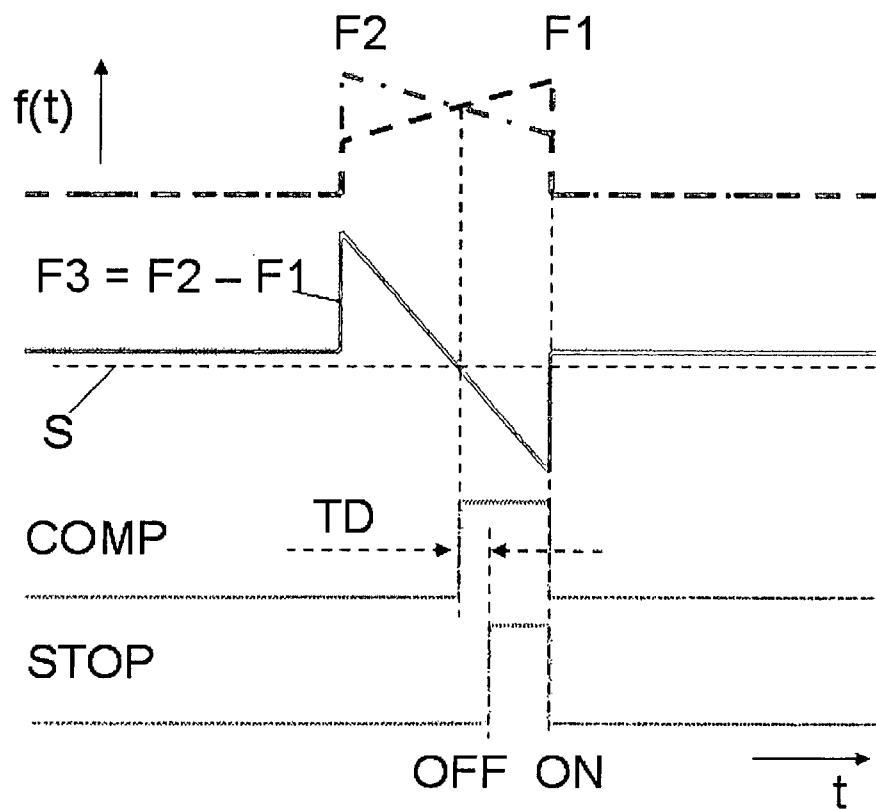 F2 F1
f(t)
F3 = F2 – F1
S
TD
COMP
STOP
OFF ON
t